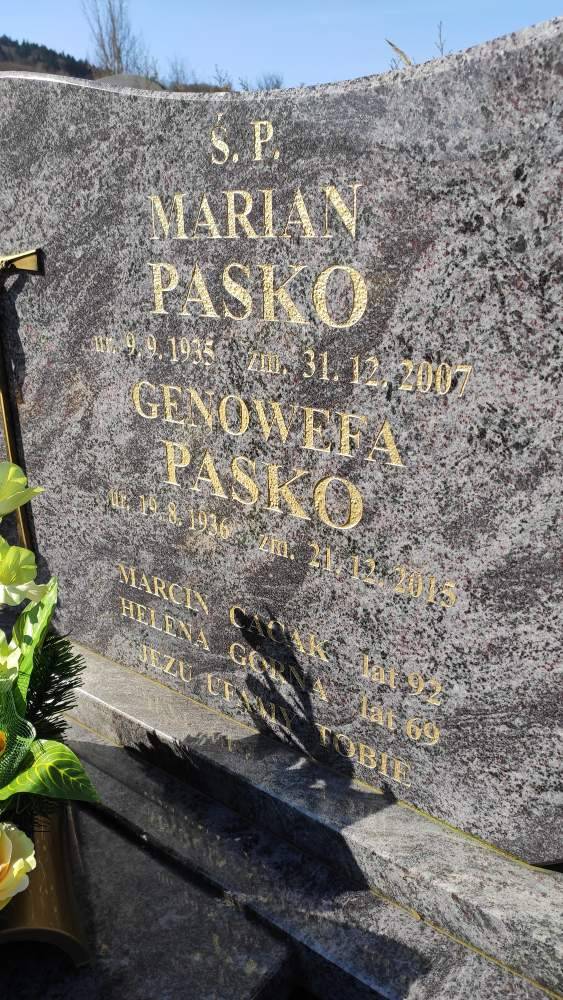 Ś. P.
MARIAN
PASKO
ur. 9. 9. 1935 zm. 31. 12. 2007
GENOWEFA
PASKO
ur. 19. 8. 1936 zm. 21. 12. 2015
MARCIN CACAK lat 92
HELENA GÓRNA lat 69
JEZU UFAMY TOBIE